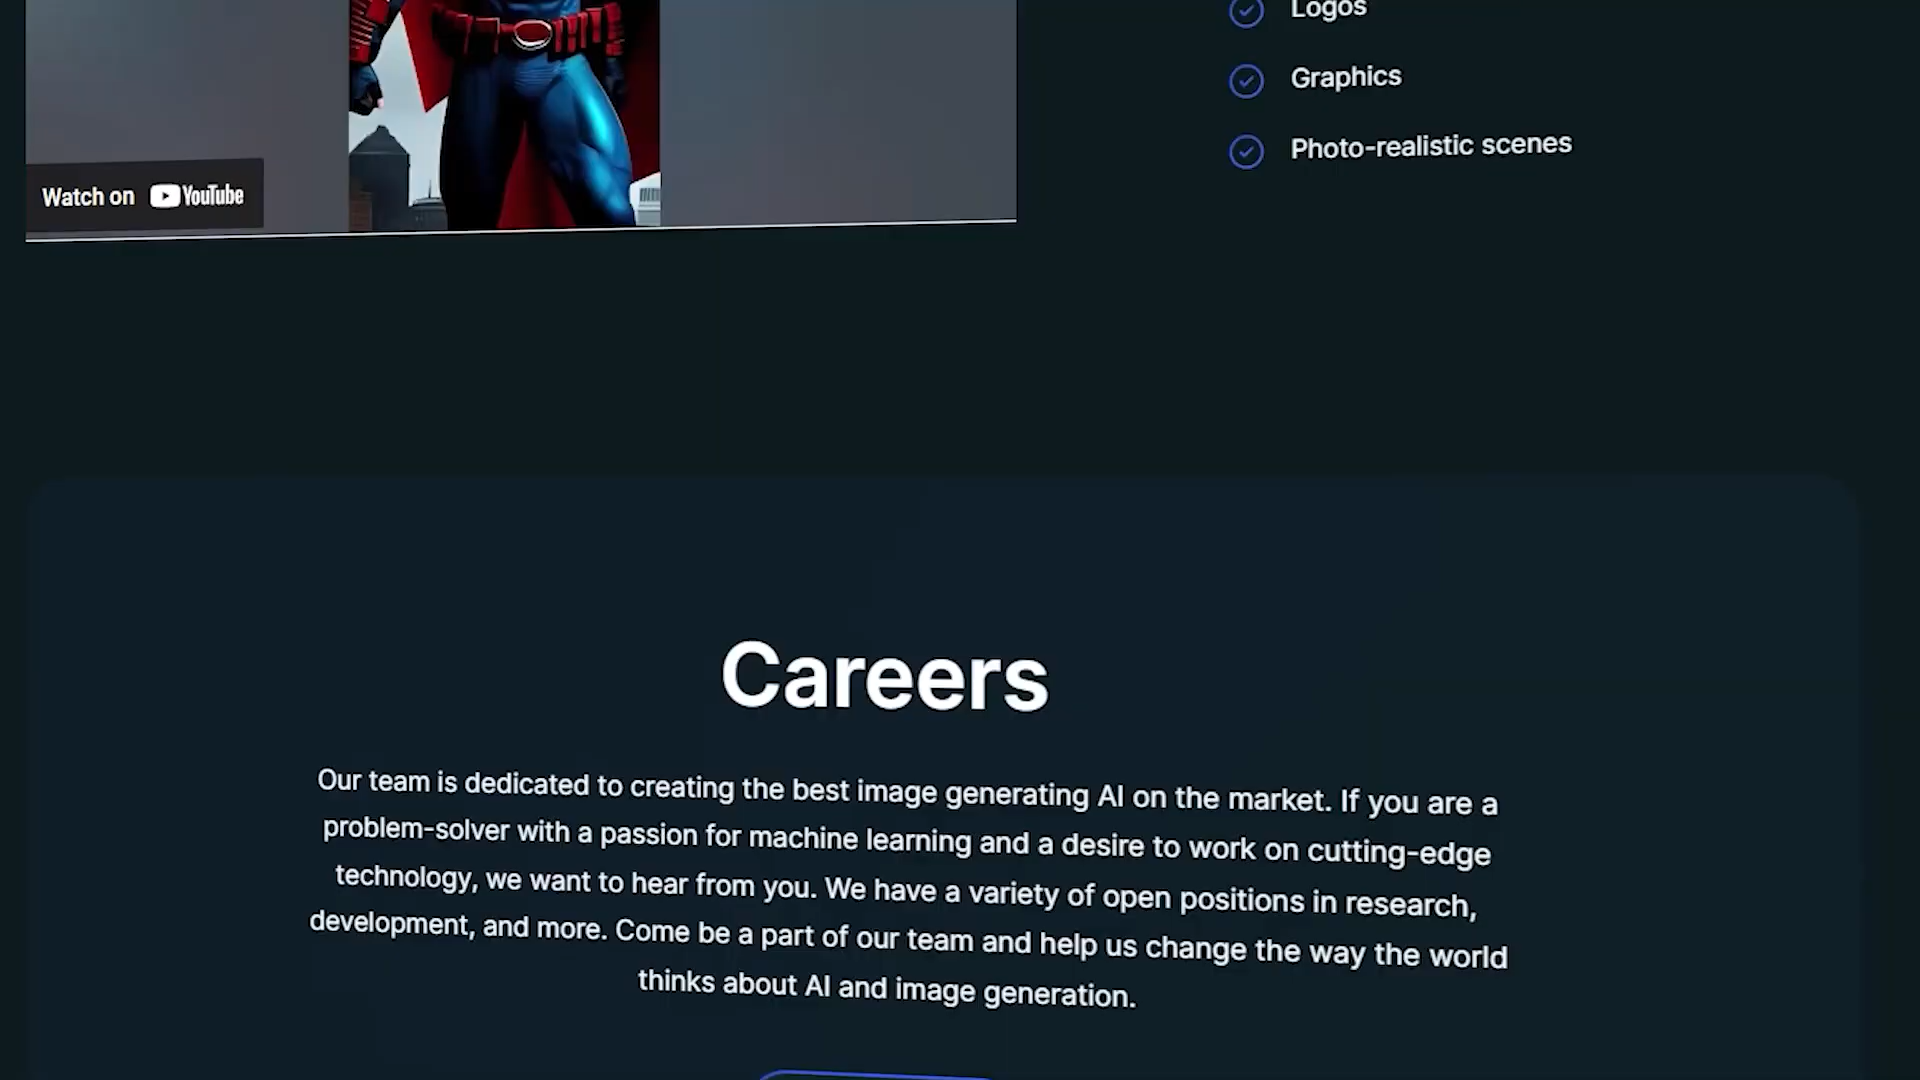 Logos
Graphics
Photo-realistic scenes
Watch on YouTube
Careers
Our team is dedicated to creating the best image generating AI on the market. If you are a
problem-solver with a passion for machine learning and a desire to work on cutting-edge
technology, we want to hear from you. We have a variety of open positions in research,
development, and more. Come be a part of our team and help us change the way the world
thinks about AI and image generation.